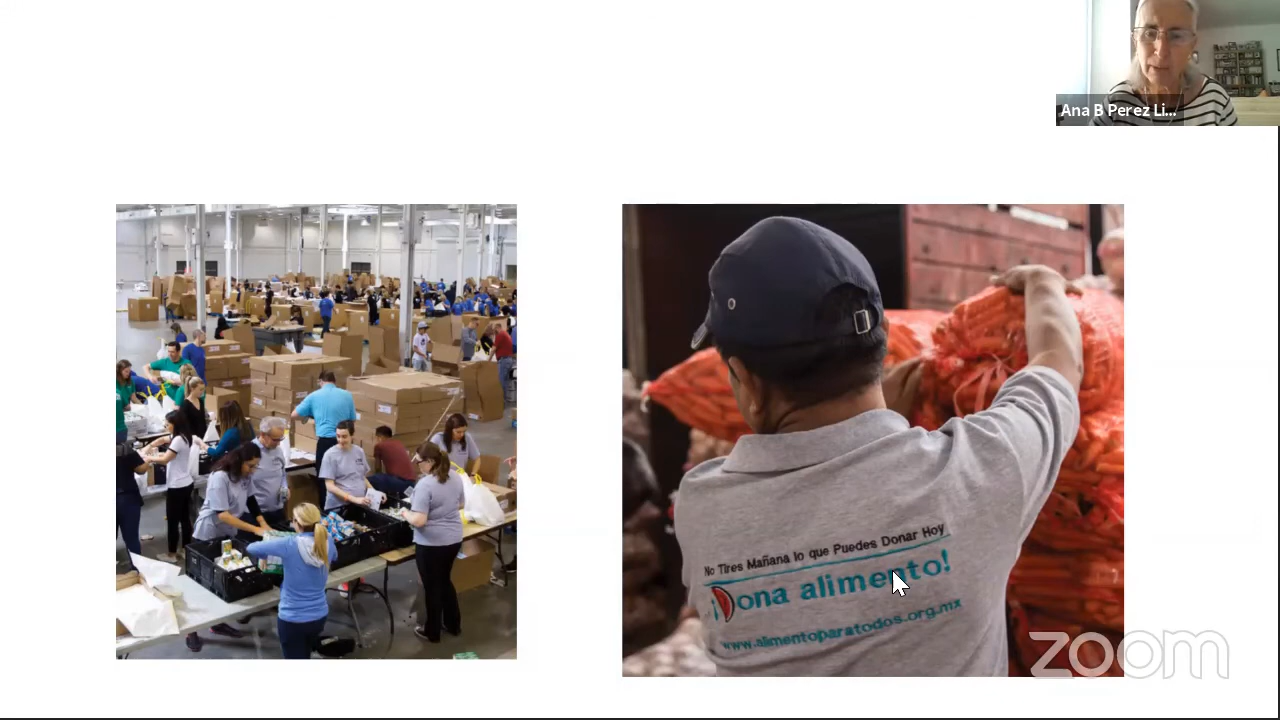 Ana B Perez Li...
No Tires Mañana lo que Puedes Donar Hoy
¡Dona alimento!
www.alimentoparatodos.org.mx
zoom